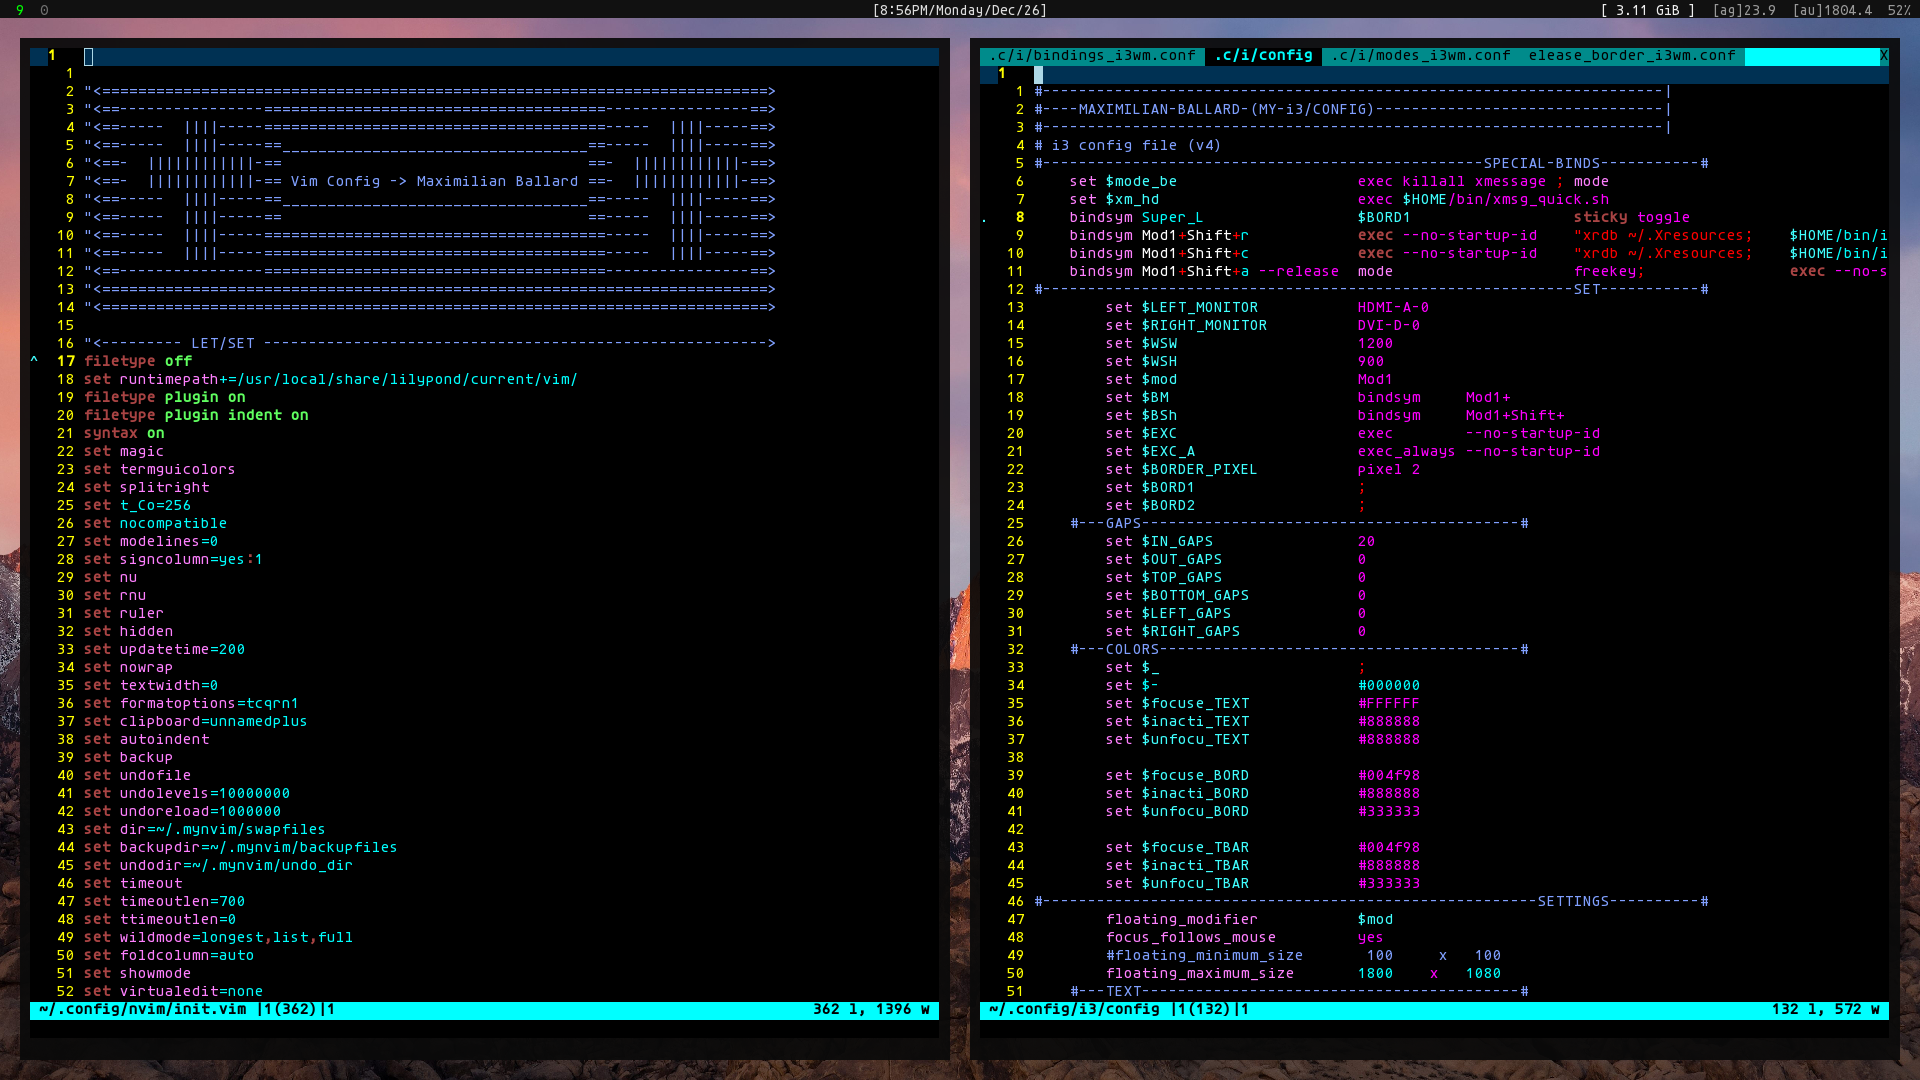 9 0 [8:56PM/Monday/Dec/26] [ 3.11 GiB ] [ag]23.9 [au]1804.4 52%
1
1
2 "<==========================================================================>
3 "<==-----------------======================================----------------==>
4 "<==----- ||||-----======================================----- ||||-----==>
5 "<==----- ||||-----==__________________________________==----- ||||-----==>
6 "<==- ||||||||||||-== ==- ||||||||||||-==>
7 "<==- ||||||||||||-== Vim Config -> Maximilian Ballard ==- ||||||||||||-==>
8 "<==----- ||||-----==__________________________________==----- ||||-----==>
9 "<==----- ||||-----== ==----- ||||-----==>
10 "<==----- ||||-----======================================----- ||||-----==>
11 "<==----- ||||-----======================================----- ||||-----==>
12 "<==----------------======================================----------------==>
13 "<==========================================================================>
14 "<==========================================================================>
15
16 "<--------- LET/SET -------------------------------------------------------->
^ 17 filetype off
18 set runtimepath+=/usr/local/share/lilypond/current/vim/
19 filetype plugin on
20 filetype plugin indent on
21 syntax on
22 set magic
23 set termguicolors
24 set splitright
25 set t_Co=256
26 set nocompatible
27 set modelines=0
28 set signcolumn=yes:1
29 set nu
30 set rnu
31 set ruler
32 set hidden
33 set updatetime=200
34 set nowrap
35 set textwidth=0
36 set formatoptions=tcqrn1
37 set clipboard=unnamedplus
38 set autoindent
39 set backup
40 set undofile
41 set undolevels=10000000
42 set undoreload=1000000
43 set dir=~/.mynvim/swapfiles
44 set backupdir=~/.mynvim/backupfiles
45 set undodir=~/.mynvim/undo_dir
46 set timeout
47 set timeoutlen=700
48 set ttimeoutlen=0
49 set wildmode=longest,list,full
50 set foldcolumn=auto
51 set showmode
52 set virtualedit=none
~/.config/nvim/init.vim |1(362)|1 362 l, 1396 w
.c/i/bindings_i3wm.conf .c/i/config .c/i/modes_i3wm.conf elease_border_i3wm.conf X
1
1 #---------------------------------------------------------------------|
2 #----MAXIMILIAN-BALLARD-(MY-i3/CONFIG)--------------------------------|
3 #---------------------------------------------------------------------|
4 # i3 config file (v4)
5 #-------------------------------------------------SPECIAL-BINDS-----------#
6 set $mode_be exec killall xmessage ; mode
7 set $xm_hd exec $HOME/bin/xmsg_quick.sh
. 8 bindsym Super_L $BORD1 sticky toggle
9 bindsym Mod1+Shift+r exec --no-startup-id "xrdb ~/.Xresources; $HOME/bin/i
10 bindsym Mod1+Shift+c exec --no-startup-id "xrdb ~/.Xresources; $HOME/bin/i
11 bindsym Mod1+Shift+a --release mode freekey; exec --no-s
12 #-----------------------------------------------------------SET-----------#
13 set $LEFT_MONITOR HDMI-A-0
14 set $RIGHT_MONITOR DVI-D-0
15 set $WSW 1200
16 set $WSH 900
17 set $mod Mod1
18 set $BM bindsym Mod1+
19 set $BSh bindsym Mod1+Shift+
20 set $EXC exec --no-startup-id
21 set $EXC_A exec_always --no-startup-id
22 set $BORDER_PIXEL pixel 2
23 set $BORD1 ;
24 set $BORD2 ;
25 #---GAPS------------------------------------------#
26 set $IN_GAPS 20
27 set $OUT_GAPS 0
28 set $TOP_GAPS 0
29 set $BOTTOM_GAPS 0
30 set $LEFT_GAPS 0
31 set $RIGHT_GAPS 0
32 #---COLORS----------------------------------------#
33 set $_ ;
34 set $- #000000
35 set $focuse_TEXT #FFFFFF
36 set $inacti_TEXT #888888
37 set $unfocu_TEXT #888888
38
39 set $focuse_BORD #004f98
40 set $inacti_BORD #888888
41 set $unfocu_BORD #333333
42
43 set $focuse_TBAR #004f98
44 set $inacti_TBAR #888888
45 set $unfocu_TBAR #333333
46 #-------------------------------------------------------SETTINGS----------#
47 floating_modifier $mod
48 focus_follows_mouse yes
49 #floating_minimum_size 100 x 100
50 floating_maximum_size 1800 x 1080
51 #---TEXT------------------------------------------#
~/.config/i3/config |1(132)|1 132 l, 572 w